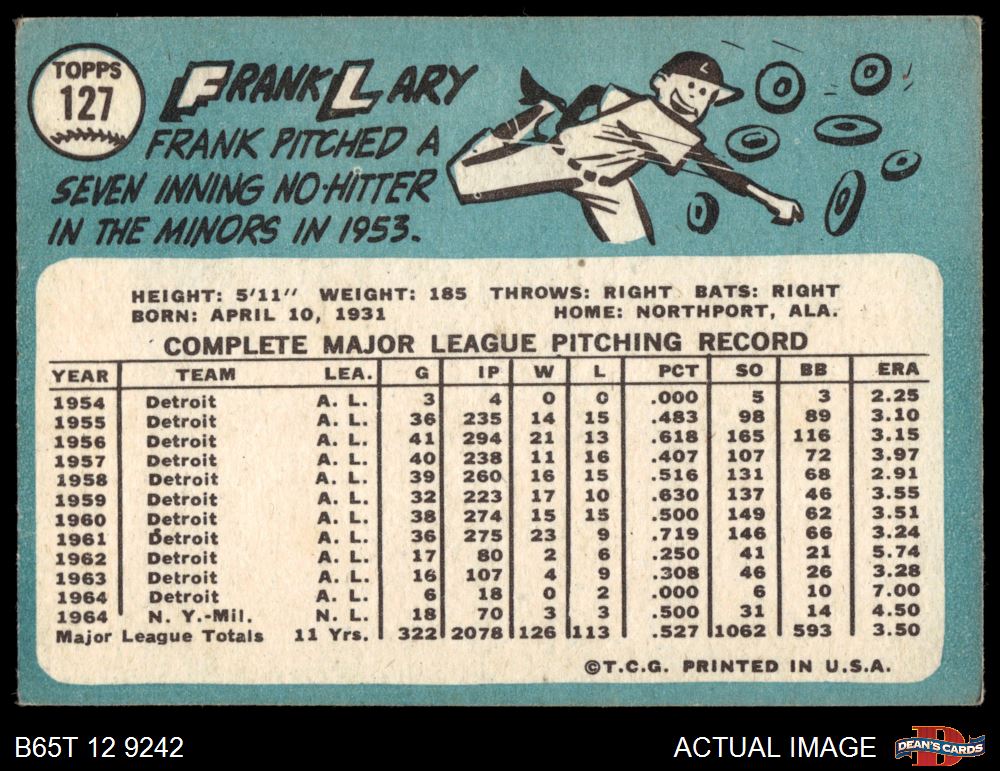 TOPPS
127
FRANK LARY
FRANK PITCHED A
SEVEN INNING NO-HITTER
IN THE MINORS IN 1953.
L
HEIGHT: 5'11" WEIGHT: 185 THROWS: RIGHT BATS: RIGHT
BORN: APRIL 10, 1931 HOME: NORTHPORT, ALA.
COMPLETE MAJOR LEAGUE PITCHING RECORD
YEAR TEAM LEA. G IP W L PCT SO BB ERA
1954 Detroit A. L. 3 4 0 0 .000 5 3 2.25
1955 Detroit A. L. 36 235 14 15 .483 98 89 3.10
1956 Detroit A. L. 41 294 21 13 .618 165 116 3.15
1957 Detroit A. L. 40 238 11 16 .407 107 72 3.97
1958 Detroit A. L. 39 260 16 15 .516 131 68 2.91
1959 Detroit A. L. 32 223 17 10 .630 137 46 3.55
1960 Detroit A. L. 38 274 15 15 .500 149 62 3.51
1961 Detroit A. L. 36 275 23 9 .719 146 66 3.24
1962 Detroit A. L. 17 80 2 6 .250 41 21 5.74
1963 Detroit A. L. 16 107 4 9 .308 46 26 3.28
1964 Detroit A. L. 6 18 0 2 .000 6 10 7.00
1964 N. Y.-Mil. N. L. 18 70 3 3 .500 31 14 4.50
Major League Totals 11 Yrs. 322 2078 126 113 .527 1062 593 3.50
©T.C.G. PRINTED IN U.S.A.
B65T 12 9242 ACTUAL IMAGE
D
DEAN'S CARDS